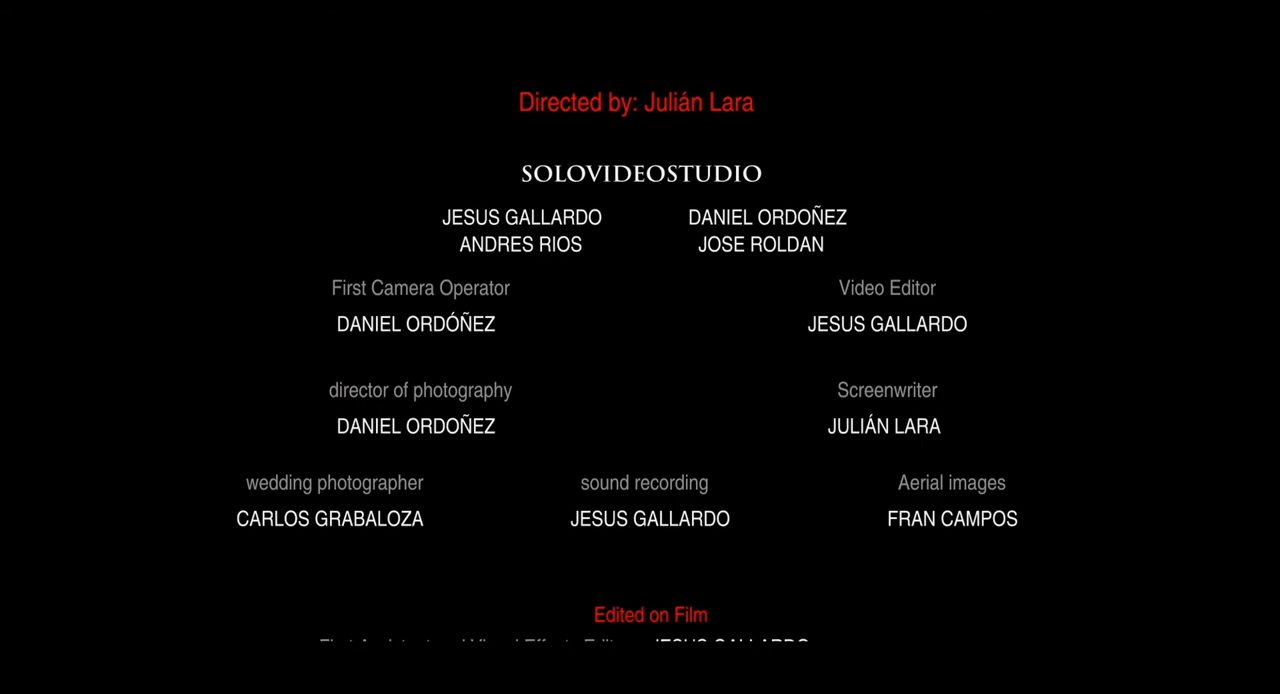 Directed by: Julián Lara
SOLOVIDEOSTUDIO
JESUS GALLARDO DANIEL ORDOÑEZ
ANDRES RIOS JOSE ROLDAN
First Camera Operator Video Editor
DANIEL ORDÓÑEZ JESUS GALLARDO
director of photography Screenwriter
DANIEL ORDOÑEZ JULIÁN LARA
wedding photographer sound recording Aerial images
CARLOS GRABALOZA JESUS GALLARDO FRAN CAMPOS
Edited on Film
JESUS GALLARDO